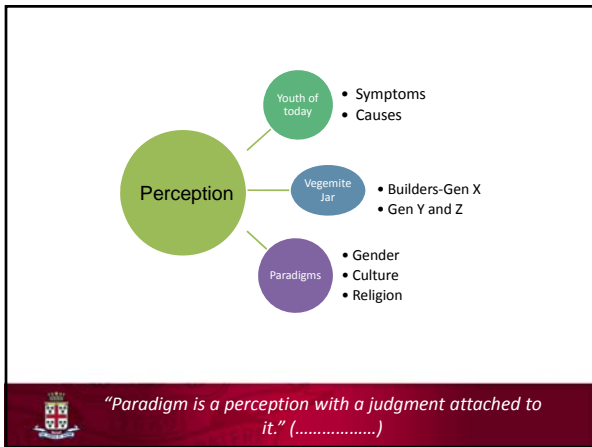 Youth of
today
• Symptoms
• Causes
Perception
Vegemite
Jar
• Builders-Gen X
• Gen Y and Z
Paradigms
• Gender
• Culture
• Religion
“Paradigm is a perception with a judgment attached to
it.” (………………)